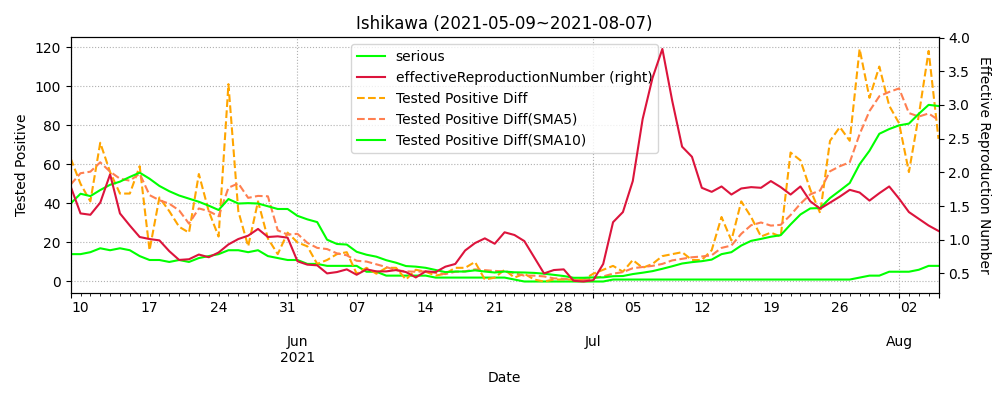 Ishikawa (2021-05-09~2021-08-07)
serious
effectiveReproductionNumber (right)
Tested Positive Diff
Tested Positive Diff(SMA5)
Tested Positive Diff(SMA10)
Tested Positive
120
100
80
60
40
20
0
4.0
3.5
3.0
2.5
2.0
1.5
1.0
0.5
Effective Reproduction Number
10 17 24 31 07 14 21 28 05 12 19 26 02
Jun Jul Aug
2021
Date